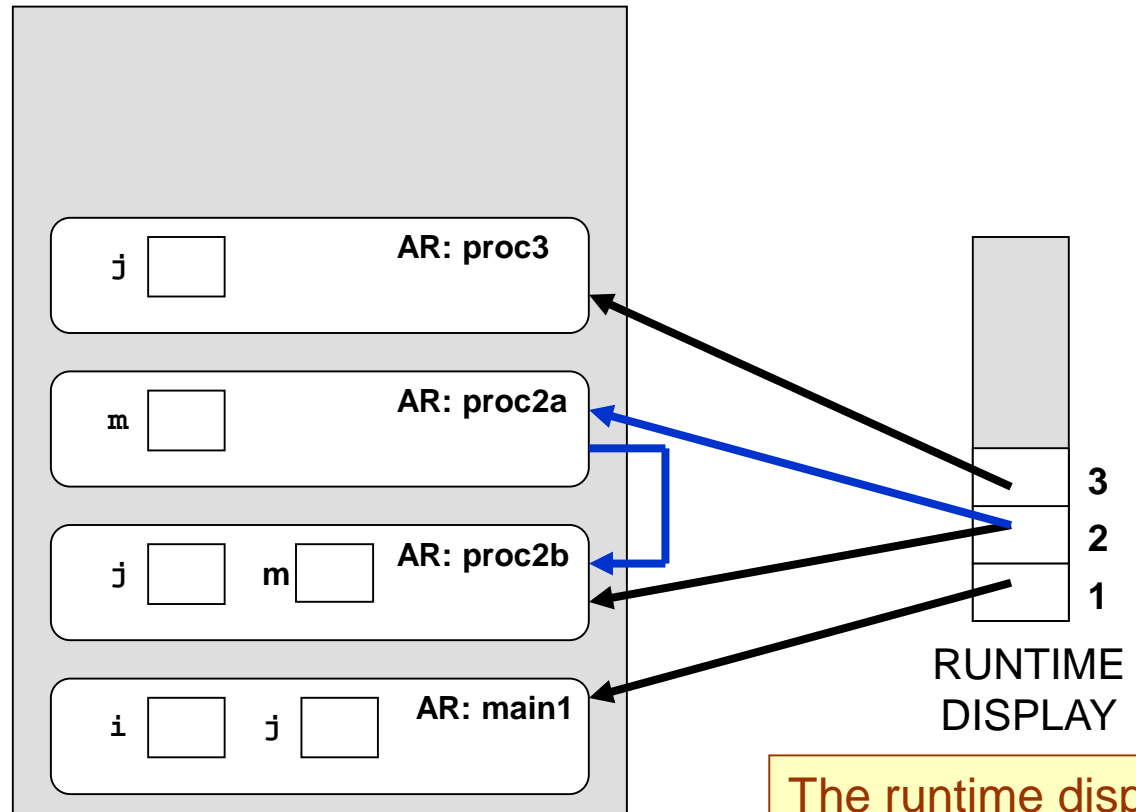 AR: proc3
j
AR: proc2a
m
AR: proc2b
j m
AR: main1
i j
3
2
1
RUNTIME
DISPLAY
The runtime disp